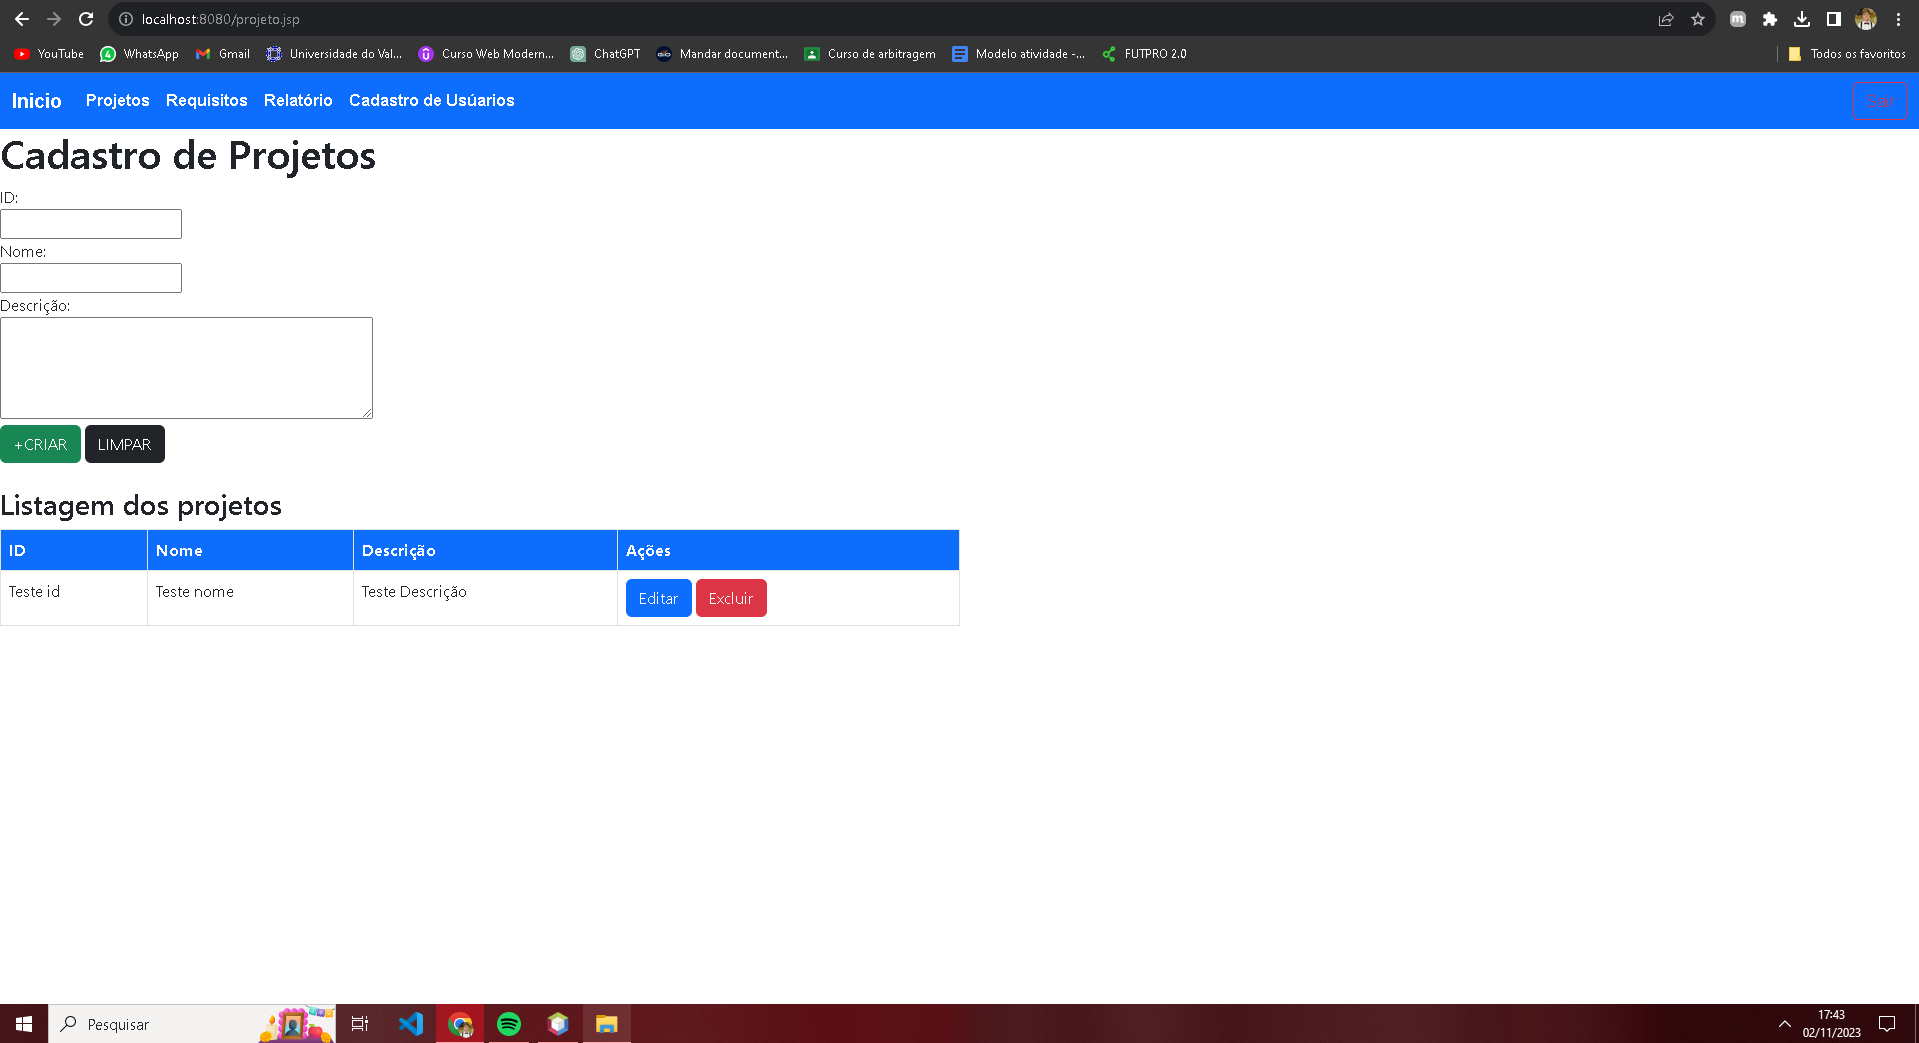 localhost:8080/projeto.jsp
YouTube WhatsApp Gmail Universidade do Val... Curso Web Modern... ChatGPT Mandar document... Curso de arbitragem Modelo atividade -... FUTPRO 2.0 Todos os favoritos
Inicio Projetos Requisitos Relatório Cadastro de Usúarios
Cadastro de Projetos
ID:
Nome:
Descrição:
+CRIAR LIMPAR
Listagem dos projetos
ID Nome Descrição Ações
Teste id Teste nome Teste Descrição Editar Excluir
Pesquisar
17:43
02/11/2023